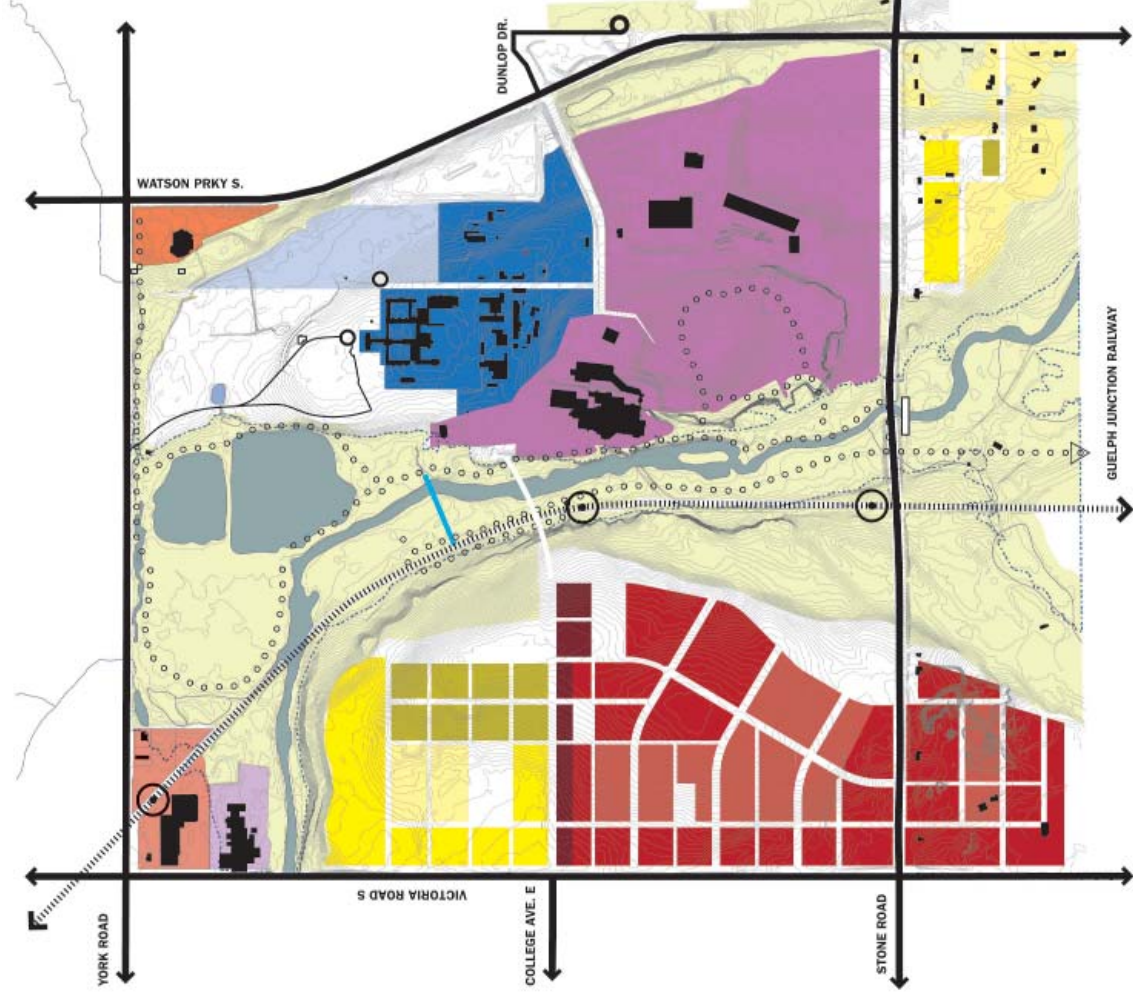 DUNLOP DR.
WATSON PRKY S.
GUELPH JUNCTION RAILWAY
VICTORIA ROAD S
YORK ROAD
COLLEGE AVE. E
STONE ROAD